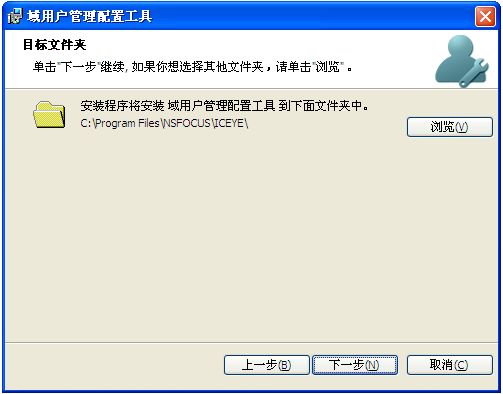 域用户管理配置工具
目标文件夹
单击"下一步"继续, 如果你想选择其他文件夹，请单击"浏览" 。
安装程序将安装 域用户管理配置工具 到下面文件夹中。
C:\Program Files\NSFOCUS\ICEYE\
浏览(V)
上一步(B)
下一步(N)
取消(C)